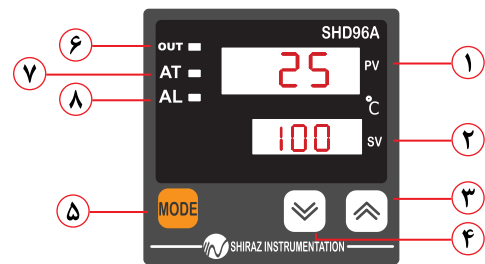 SHD96A
۶ OUT 25 PV ۱
۷ AT
۸ AL °C
100 SV ۲
۵ MODE ۳
۴
SHIRAZ INSTRUMENTATION